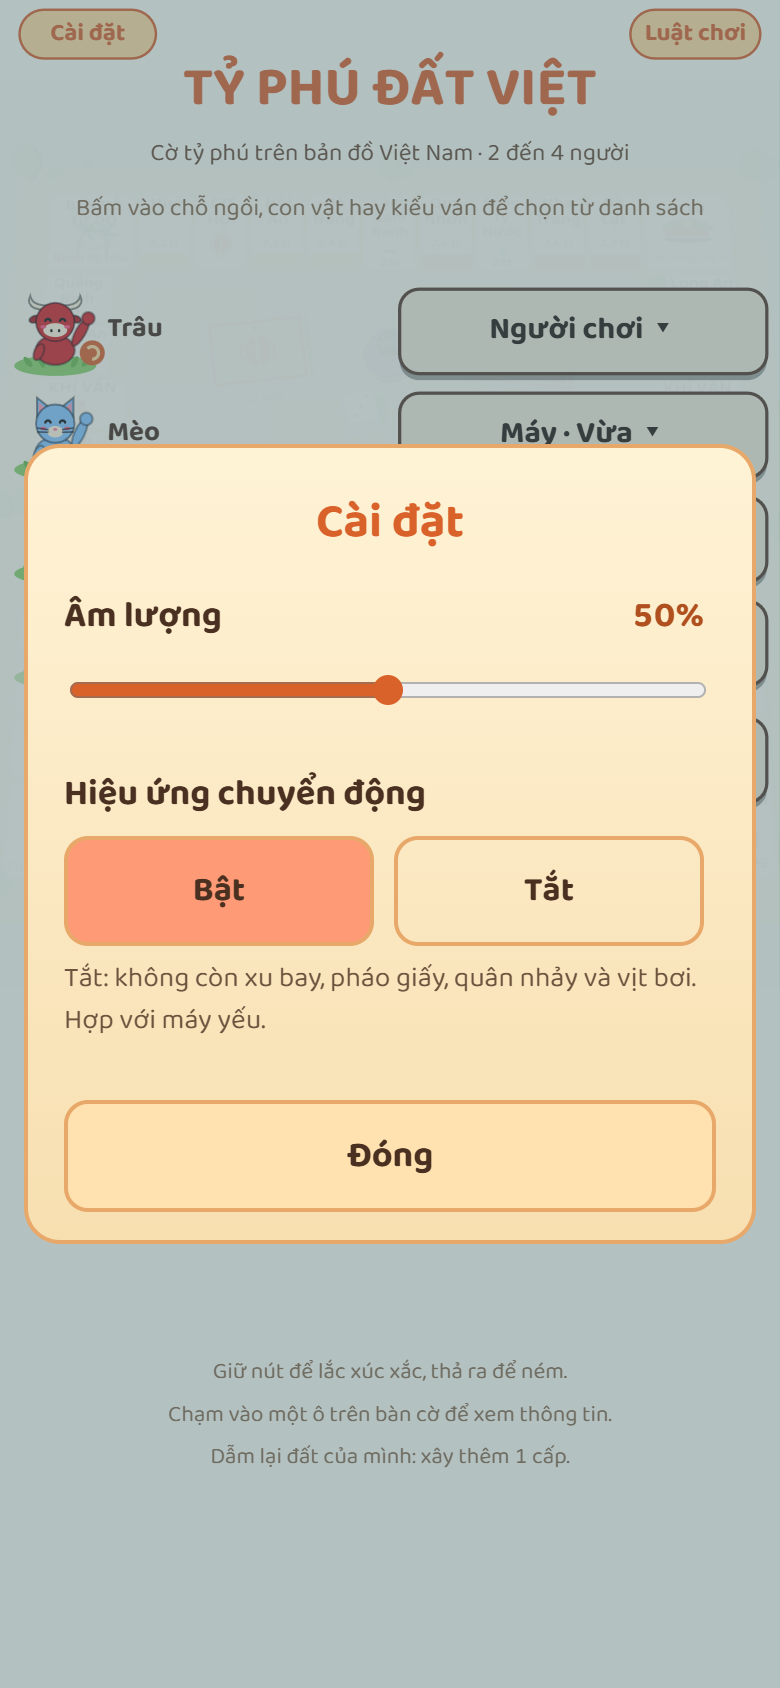 Cài đặt
Luật chơi
TỶ PHÚ ĐẤT VIỆT
Cờ tỷ phú trên bản đồ Việt Nam · 2 đến 4 người
Bấm vào chỗ ngồi, con vật hay kiểu ván để chọn từ danh sách
Trâu
Người chơi ▼
Mèo
Máy · Vừa ▼
Cài đặt
Âm lượng
50%
Hiệu ứng chuyển động
Bật
Tắt
Tắt: không còn xu bay, pháo giấy, quân nhảy và vịt bơi.
Hợp với máy yếu.
Đóng
Giữ nút để lắc xúc xắc, thả ra để ném.
Chạm vào một ô trên bàn cờ để xem thông tin.
Dẫm lại đất của mình: xây thêm 1 cấp.